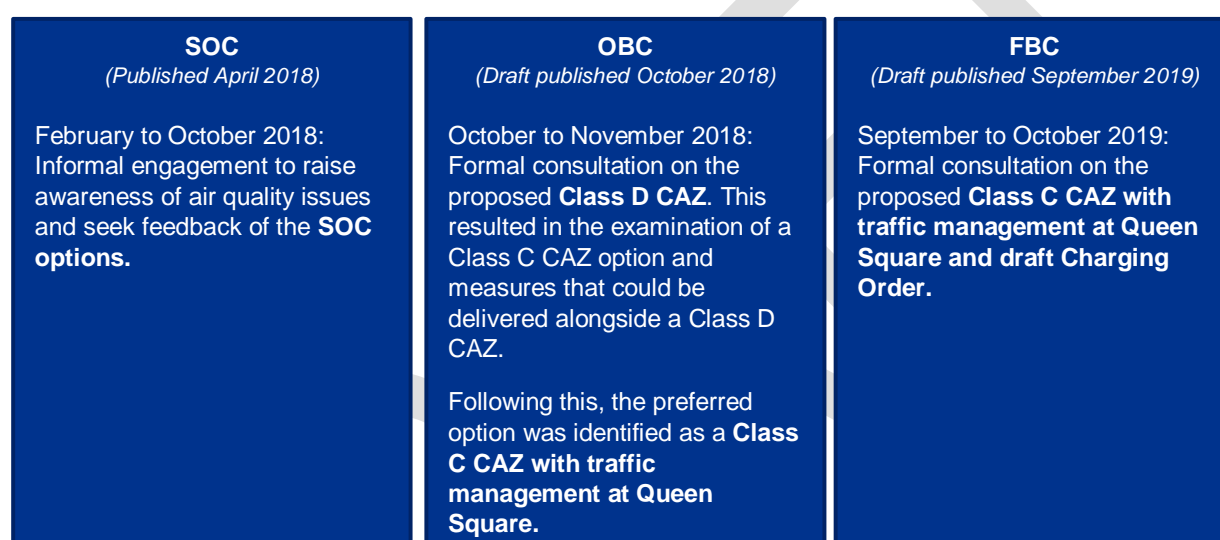 SOC
(Published April 2018)
February to October 2018:
Informal engagement to raise
awareness of air quality issues
and seek feedback of the SOC
options.
OBC
(Draft published October 2018)
October to November 2018:
Formal consultation on the
proposed Class D CAZ. This
resulted in the examination of a
Class C CAZ option and
measures that could be
delivered alongside a Class D
CAZ.
Following this, the preferred
option was identified as a Class
C CAZ with traffic
management at Queen
Square.
FBC
(Draft published September 2019)
September to October 2019:
Formal consultation on the
proposed Class C CAZ with
traffic management at Queen
Square and draft Charging
Order.